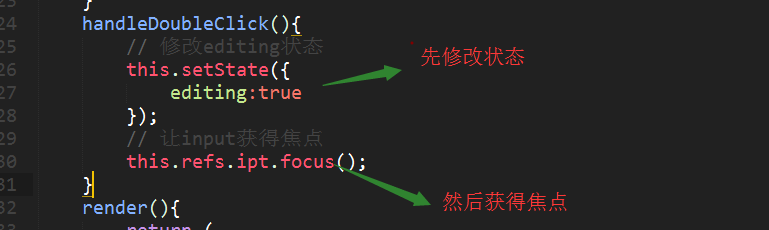 23 }
24 handleDoubleClick(){
25 // 修改editing状态
26 this.setState({
先修改状态
27 editing:true
28 });
29 // 让input获得焦点
30 this.refs.ipt.focus();
31 }
然后获得焦点
32 render(){
33 return (